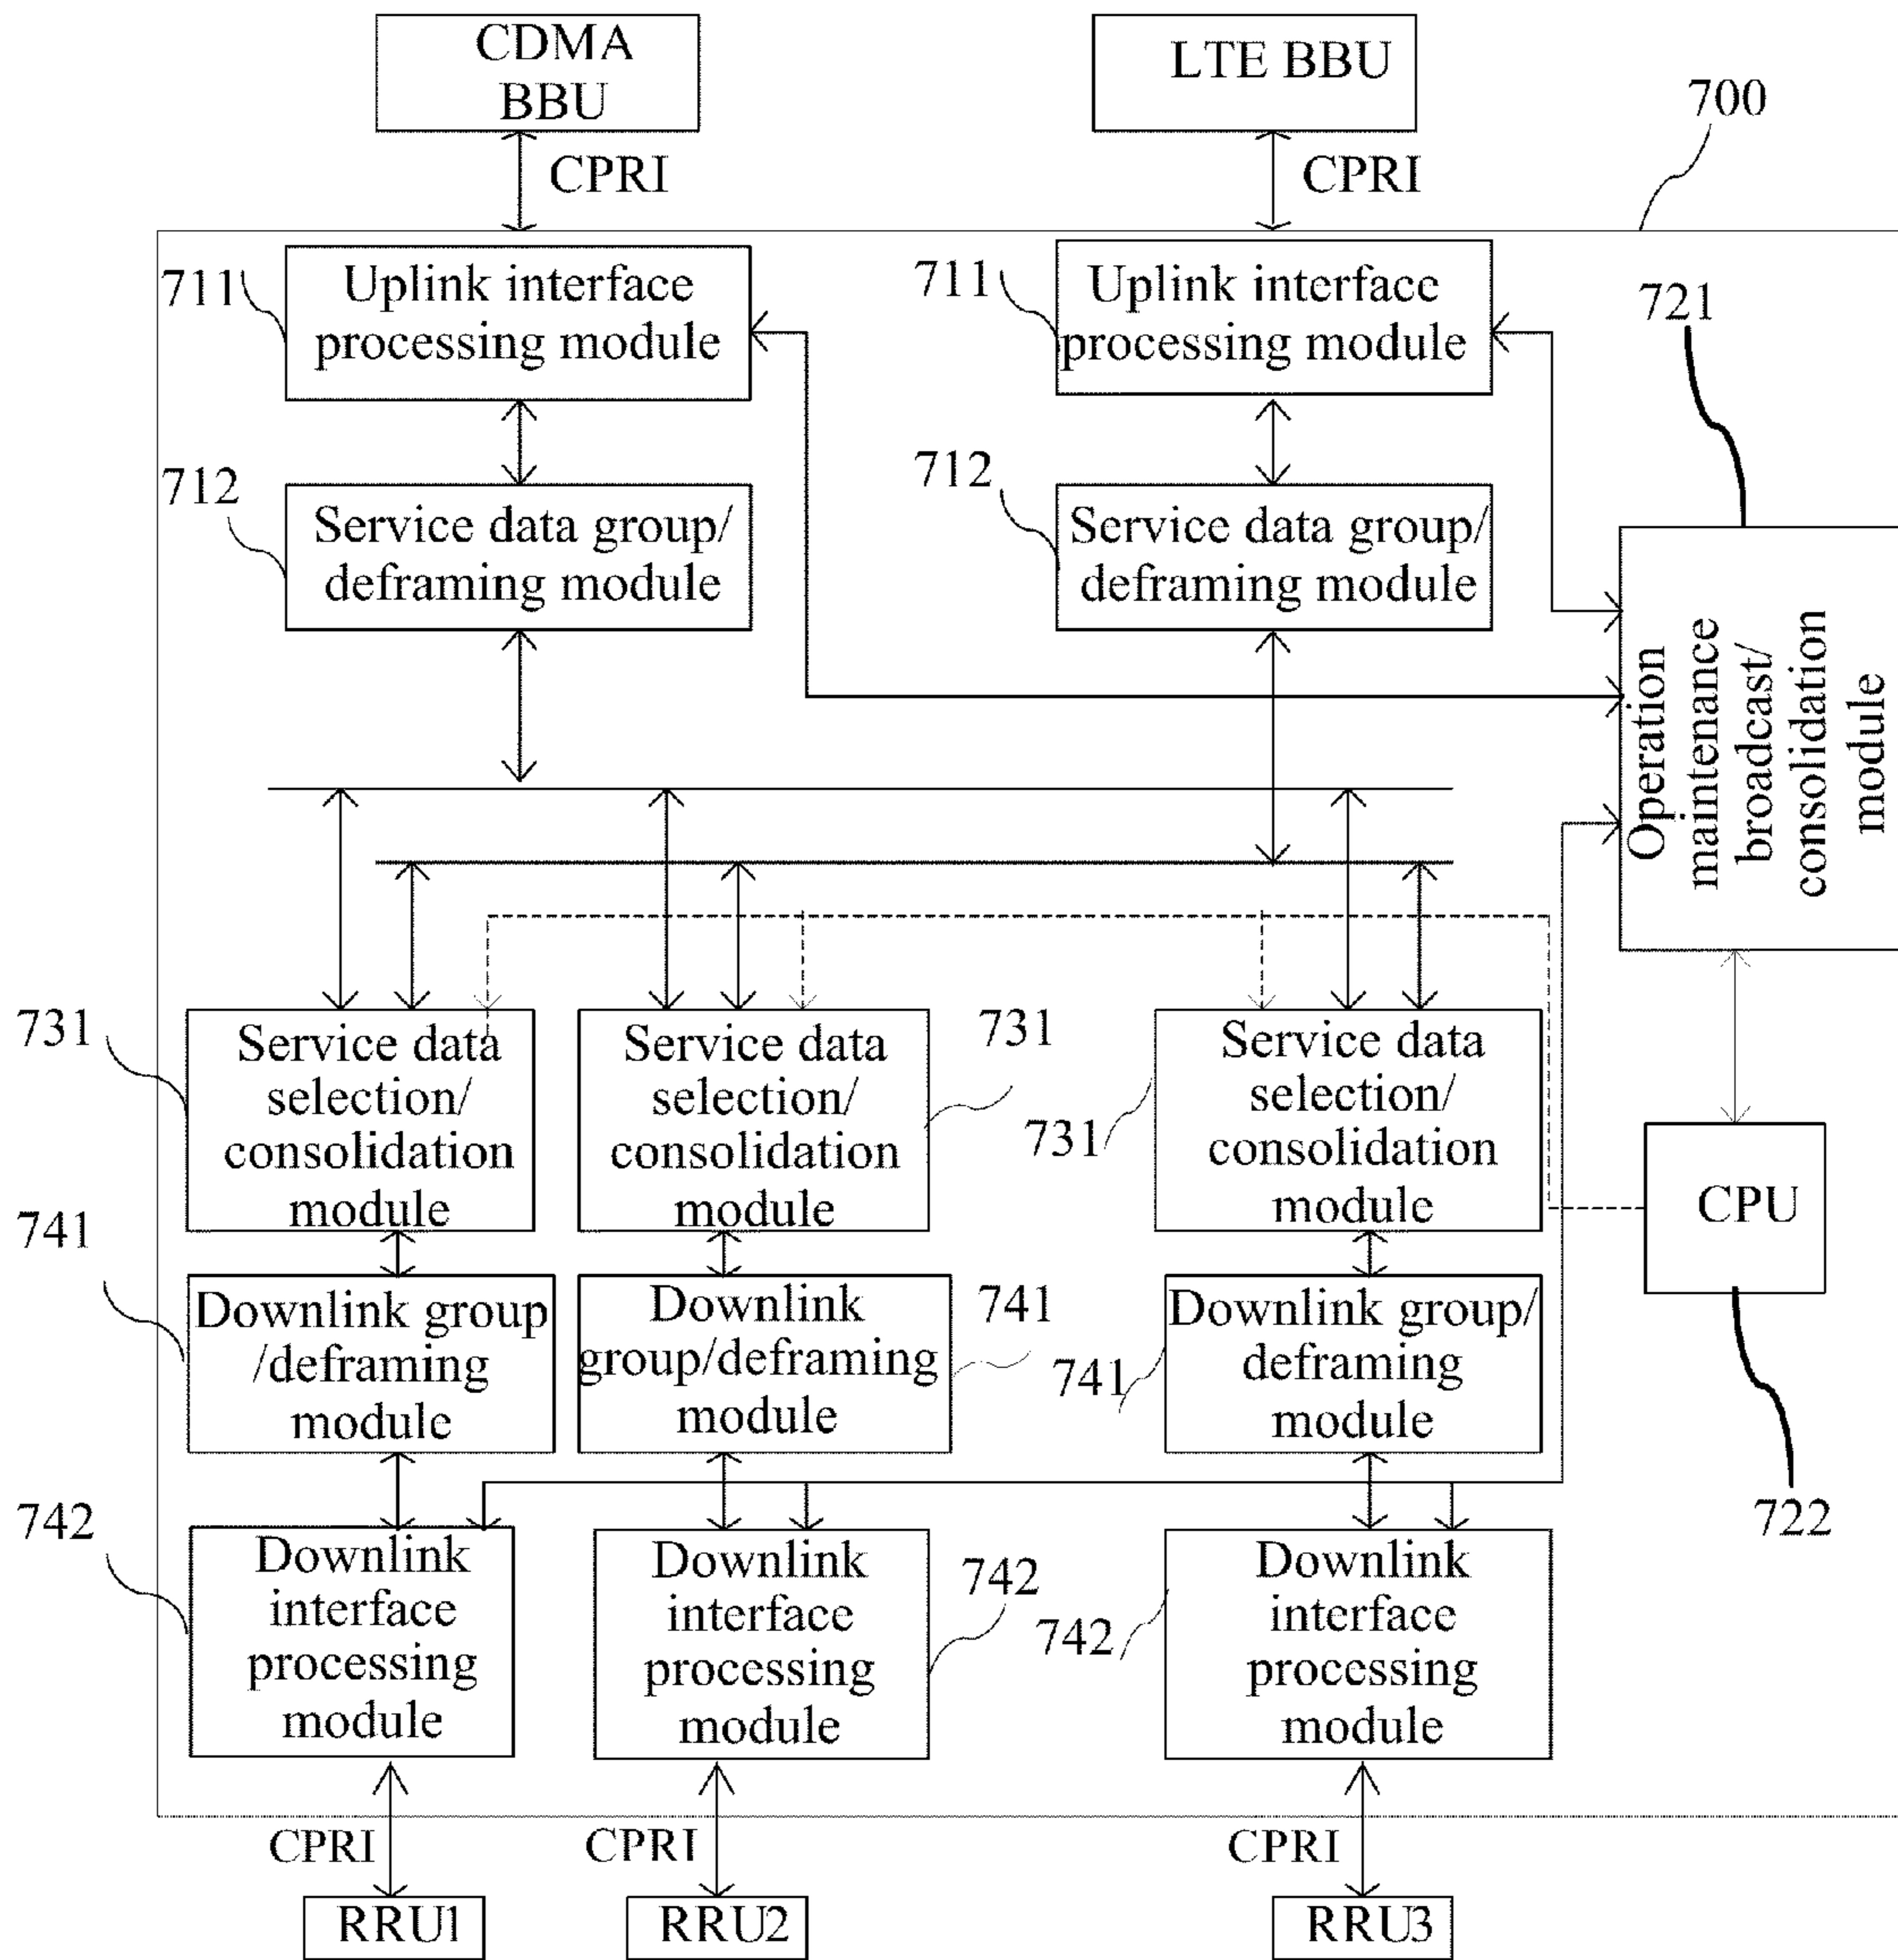 CDMA
BBU
LTE BBU
700
CPRI
CPRI
711
Uplink interface
processing module
711
Uplink interface
processing module
721
712
Service data group/
deframing module
712
Service data group/
deframing module
Operation
maintenance
broadcast/
consolidation
module
731
Service data
selection/
consolidation
module
Service data
selection/
consolidation
module
731
731
Service data
selection/
consolidation
module
CPU
741
Downlink group
/deframing
module
Downlink
group/deframing
module
741
741
Downlink group/
deframing
module
722
742
Downlink
interface
processing
module
Downlink
interface
processing
module
742
742
Downlink
interface
processing
module
CPRI
CPRI
CPRI
RRU1
RRU2
RRU3